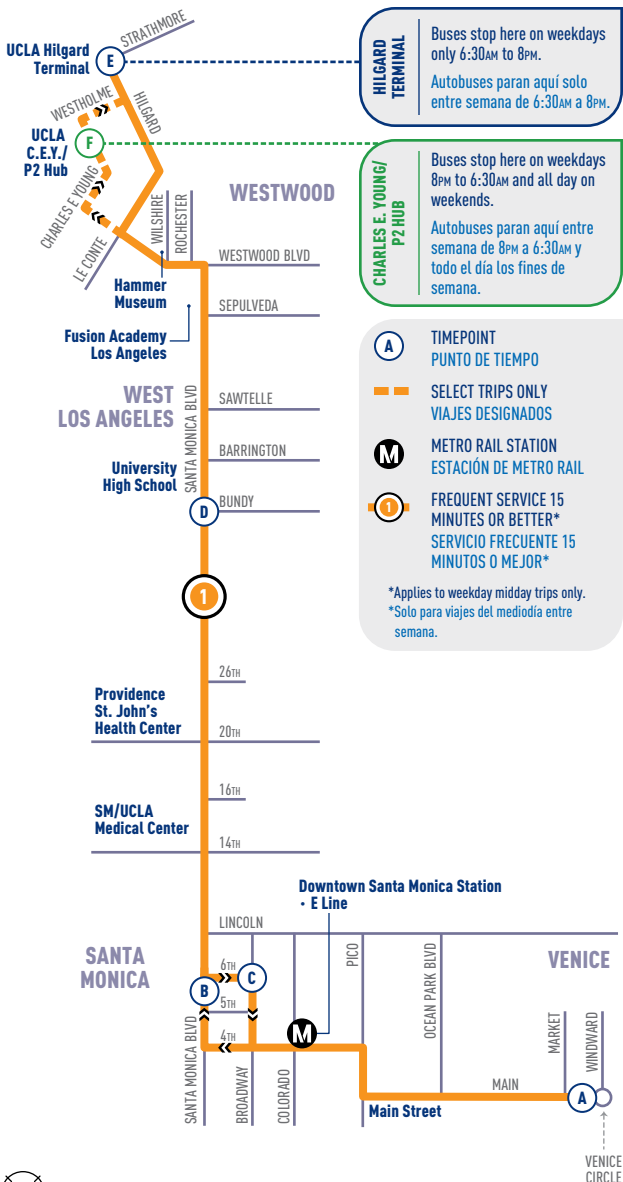 STRATHMORE
UCLA Hilgard
Terminal
E
HILGARD
TERMINAL
Buses stop here on weekdays
only 6:30AM to 8PM.
Autobuses paran aquí solo
entre semana de 6:30AM a 8PM.
WESTHOLME
HILGARD
UCLA
C.E.Y./
P2 Hub
F
CHARLES E YOUNG
LE CONTE
CHARLES E. YOUNG/
P2 HUB
Buses stop here on weekdays
8PM to 6:30AM and all day on
weekends.
Autobuses paran aquí entre
semana de 8PM a 6:30AM y
todo el día los fines de
semana.
WESTWOOD
WILSHIRE
ROCHESTER
WESTWOOD BLVD
Hammer
Museum
SEPULVEDA
Fusion Academy
Los Angeles
WEST
LOS ANGELES
SANTA MONICA BLVD
SAWTELLE
BARRINGTON
University
High School
D
BUNDY
1
A
TIMEPOINT
PUNTO DE TIEMPO
SELECT TRIPS ONLY
VIAJES DESIGNADOS
M
METRO RAIL STATION
ESTACIÓN DE METRO RAIL
1
FREQUENT SERVICE 15
MINUTES OR BETTER*
SERVICIO FRECUENTE 15
MINUTOS O MEJOR*
*Applies to weekday midday trips only.
*Solo para viajes del mediodía entre
semana.
26TH
Providence
St. John's
Health Center
20TH
16TH
SM/UCLA
Medical Center
14TH
Downtown Santa Monica Station
• E Line
LINCOLN
SANTA
MONICA
6TH
C
B
5TH
4TH
M
SANTA MONICA BLVD
BROADWAY
COLORADO
PICO
OCEAN PARK BLVD
VENICE
MARKET
WINDWARD
MAIN
A
Main Street
VENICE
CIRCLE